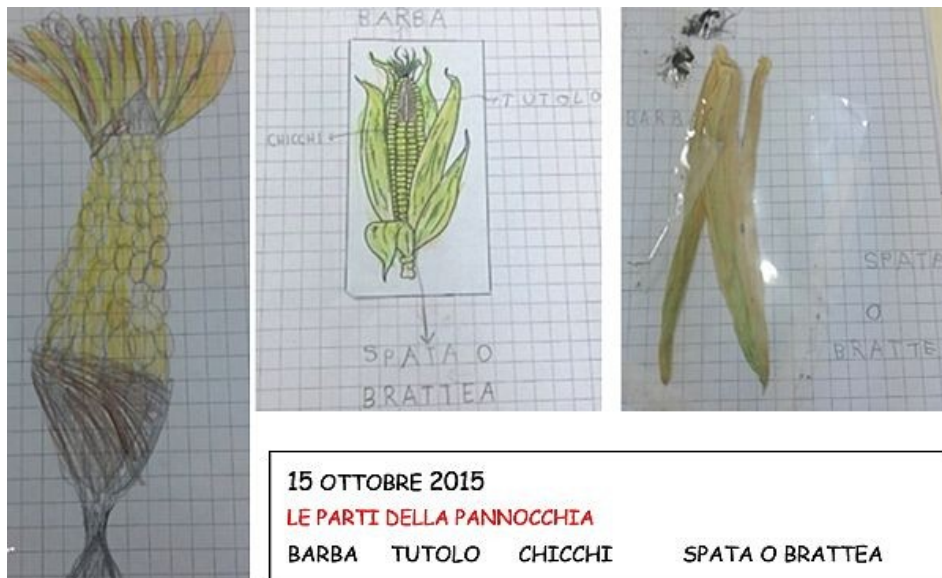 BARBA
TUTOLO
CHICCHI
SPATA O
BRATTEA
BARBA
SPATA
O
BRATTE
15 OTTOBRE 2015
LE PARTI DELLA PANNOCCHIA
BARBA TUTOLO CHICCHI SPATA O BRATTEA